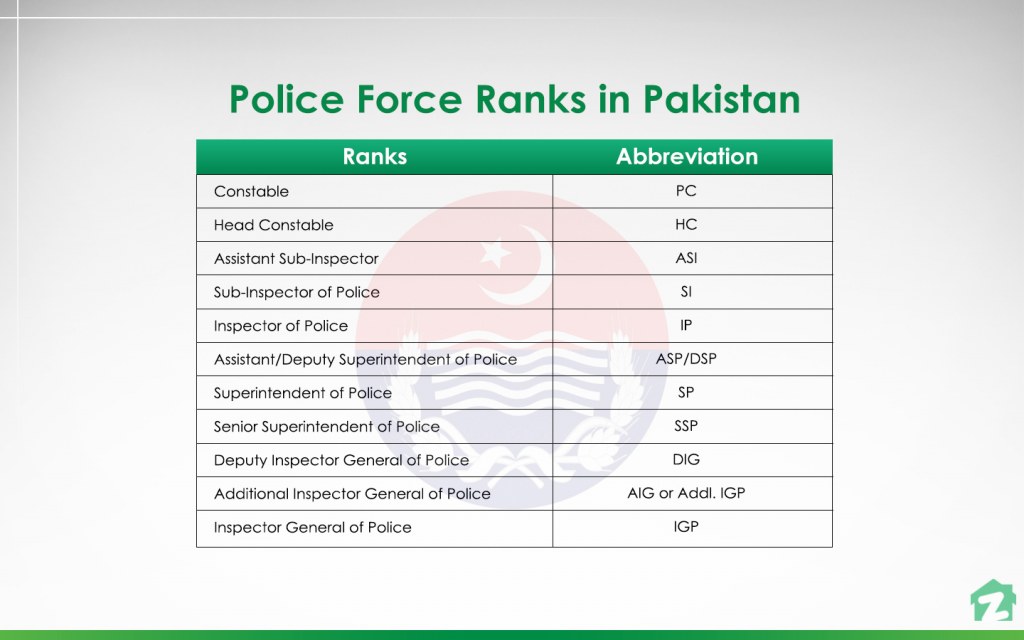 Police Force Ranks in Pakistan
Ranks Abbreviation
Constable PC
Head Constable HC
Assistant Sub-Inspector ASI
Sub-Inspector of Police SI
Inspector of Police IP
Assistant/Deputy Superintendent of Police ASP/DSP
Superintendent of Police SP
Senior Superintendent of Police SSP
Deputy Inspector General of Police DIG
Additional Inspector General of Police AIG or Addl. IGP
Inspector General of Police IGP
Z